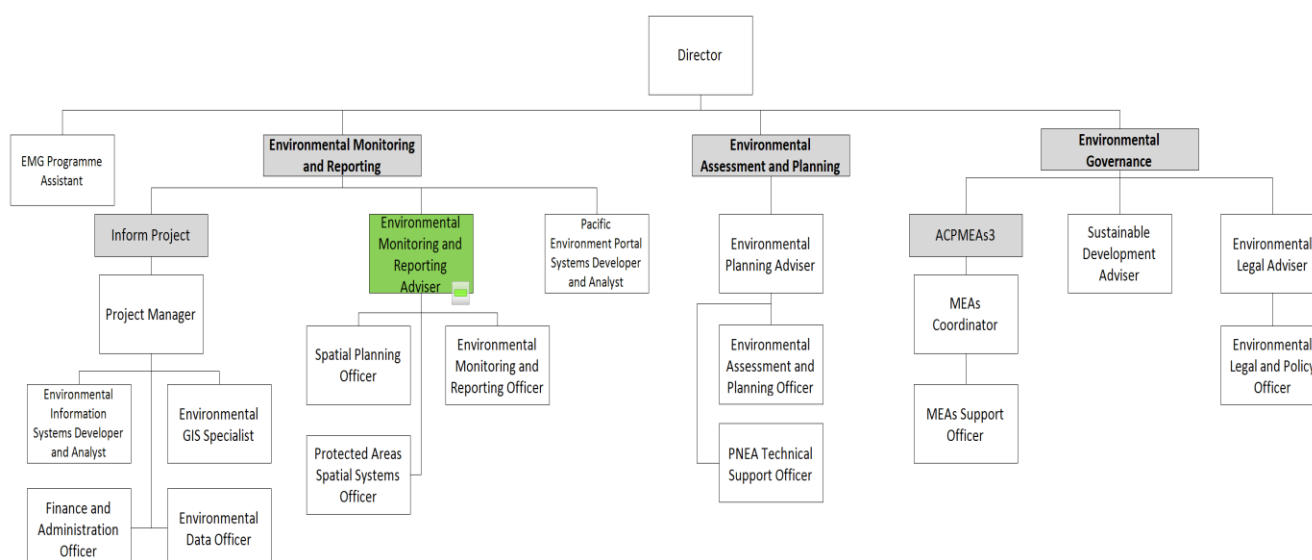 Director
EMG Programme
Assistant
Environmental Monitoring
and Reporting
Environmental
Assessment and Planning
Environmental
Governance
Inform Project
Environmental
Monitoring and
Reporting
Adviser
Pacific
Environment Portal
Systems Developer
and Analyst
Environmental
Planning Adviser
ACPMEAs3
Sustainable
Development
Adviser
Environmental
Legal Adviser
Project Manager
Spatial Planning
Officer
Environmental
Monitoring and
Reporting Officer
Environmental
Assessment and
Planning Officer
MEAs
Coordinator
Environmental
Legal and Policy
Officer
Environmental
Information
Systems Developer
and Analyst
Environmental
GIS Specialist
Protected Areas
Spatial Systems
Officer
PNEA Technical
Support Officer
MEAs Support
Officer
Finance and
Administration
Officer
Environmental
Data Officer